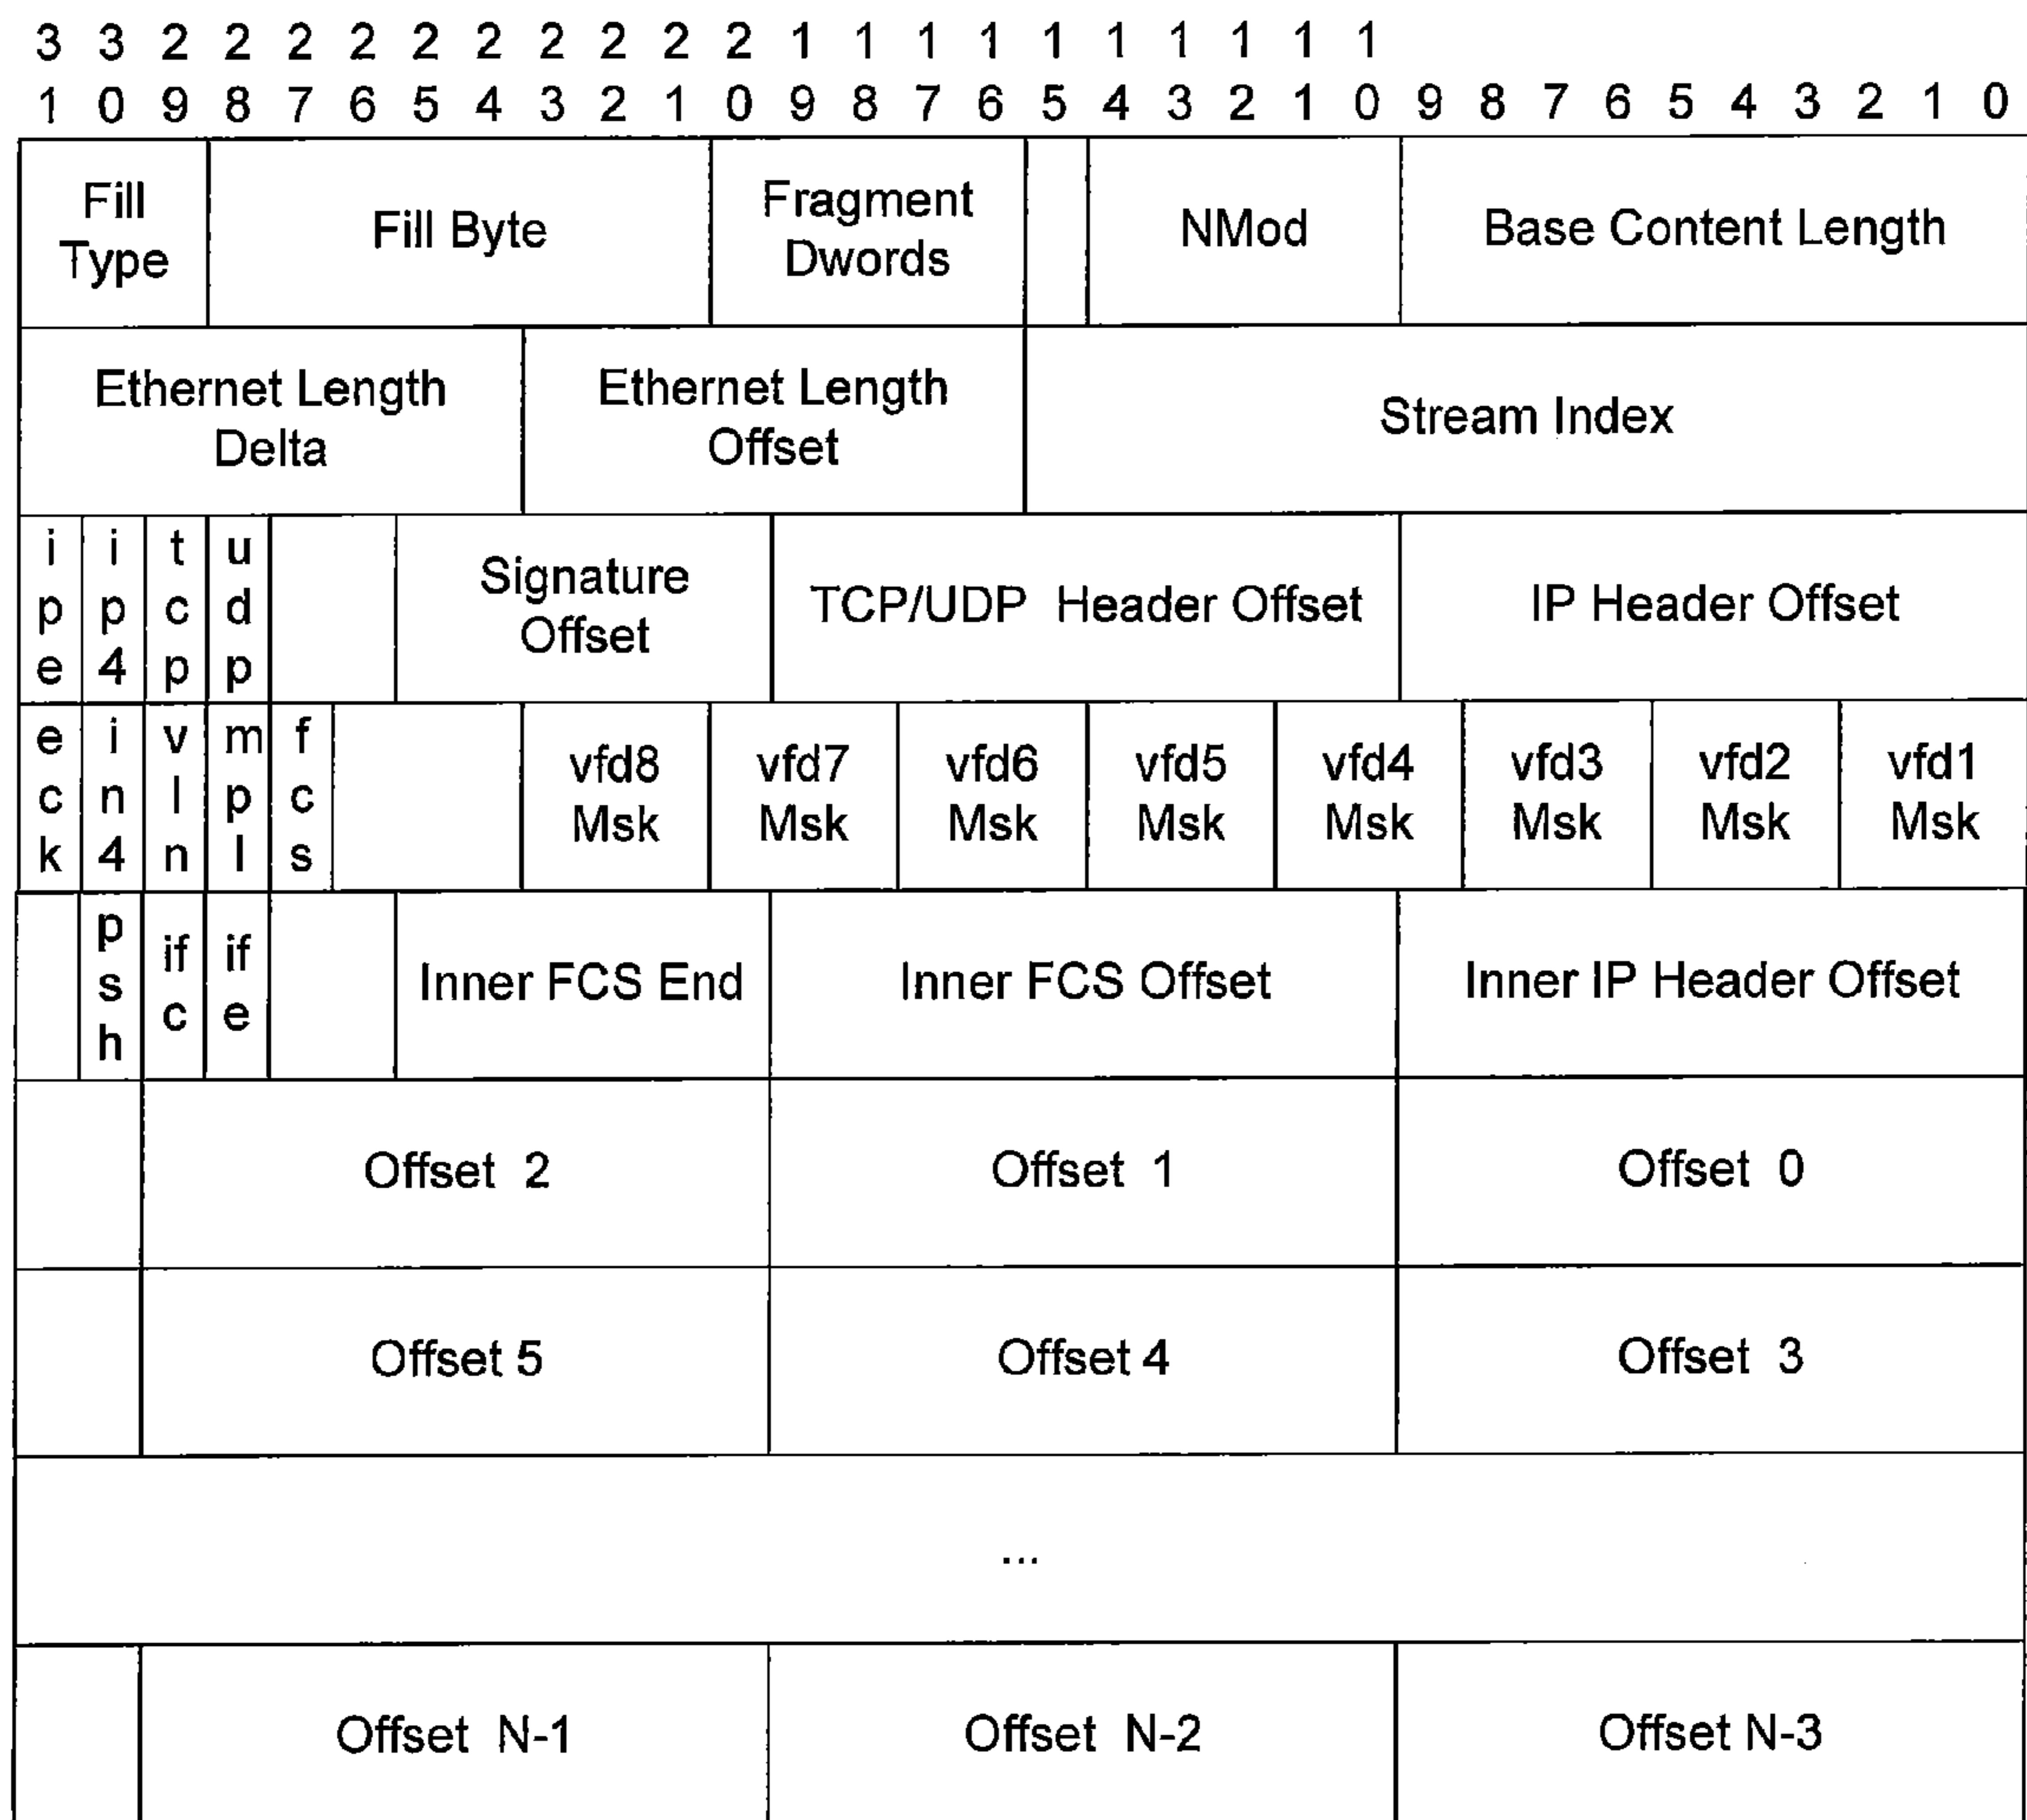 3 3 2 2 2 2 2 2 2 2 2 2 1 1 1 1 1 1 1 1 1 1
1 0 9 8 7 6 5 4 3 2 1 0 9 8 7 6 5 4 3 2 1 0 9 8 7 6 5 4 3 2 1 0
Fill
Type
Fill Byte
Fragment
Dwords
NMod
Base Content Length
Ethernet Length
Delta
Ethernet Length
Offset
Stream Index
ipe
ip4
tcp
udp
Signature
Offset
TCP/UDP Header Offset
IP Header Offset
eck
in4
vln
mpl
fcs
vfd8
Msk
vfd7
Msk
vfd6
Msk
vfd5
Msk
vfd4
Msk
vfd3
Msk
vfd2
Msk
vfd1
Msk
psh
if
c
if
e
Inner FCS End
Inner FCS Offset
Inner IP Header Offset
Offset 2
Offset 1
Offset 0
Offset 5
Offset 4
Offset 3
...
Offset N-1
Offset N-2
Offset N-3